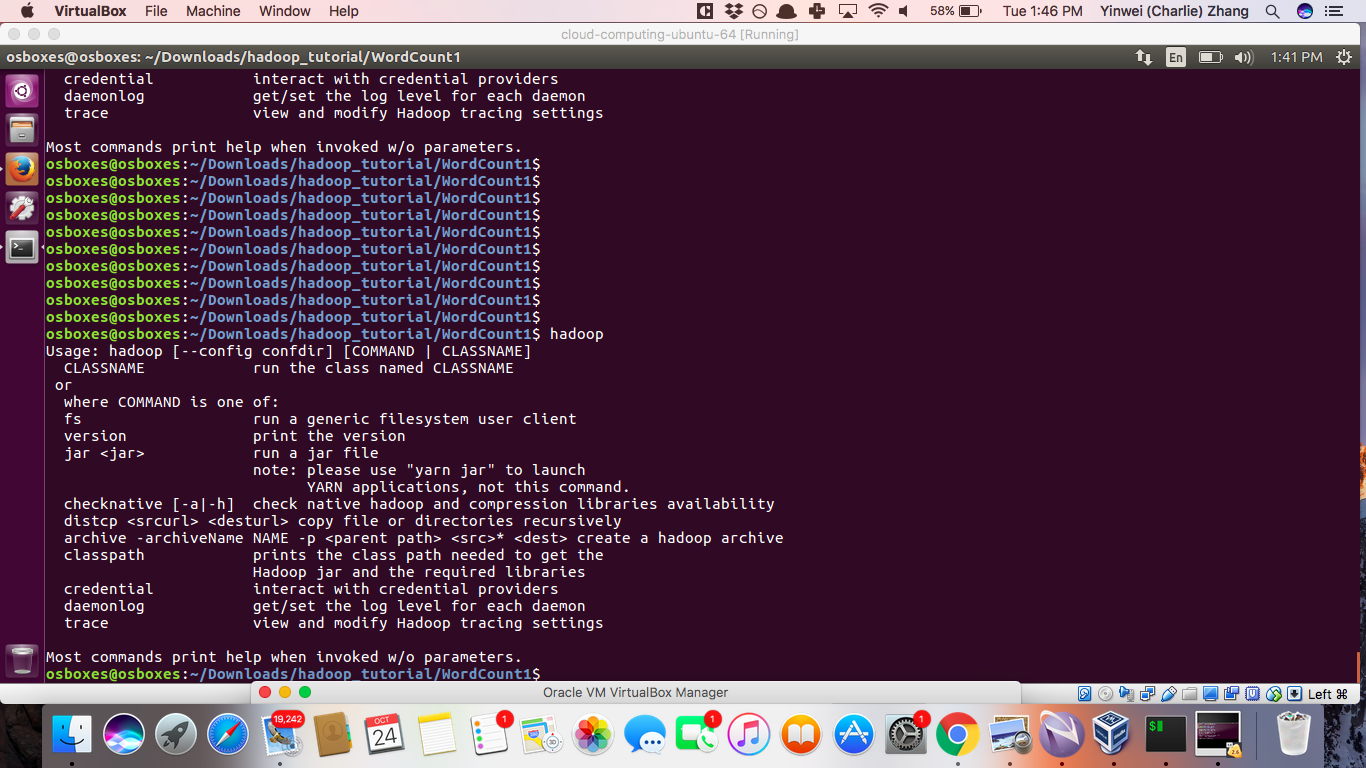 VirtualBox File Machine Window Help 58% Tue 1:46 PM Yinwei (Charlie) Zhang
cloud-computing-ubuntu-64 [Running]
osboxes@osboxes: ~/Downloads/hadoop_tutorial/WordCount1 En 1:41 PM
credential interact with credential providers
daemonlog get/set the log level for each daemon
trace view and modify Hadoop tracing settings
Most commands print help when invoked w/o parameters.
osboxes@osboxes:~/Downloads/hadoop_tutorial/WordCount1$
osboxes@osboxes:~/Downloads/hadoop_tutorial/WordCount1$
osboxes@osboxes:~/Downloads/hadoop_tutorial/WordCount1$
osboxes@osboxes:~/Downloads/hadoop_tutorial/WordCount1$
osboxes@osboxes:~/Downloads/hadoop_tutorial/WordCount1$
osboxes@osboxes:~/Downloads/hadoop_tutorial/WordCount1$
osboxes@osboxes:~/Downloads/hadoop_tutorial/WordCount1$
osboxes@osboxes:~/Downloads/hadoop_tutorial/WordCount1$
osboxes@osboxes:~/Downloads/hadoop_tutorial/WordCount1$
osboxes@osboxes:~/Downloads/hadoop_tutorial/WordCount1$
osboxes@osboxes:~/Downloads/hadoop_tutorial/WordCount1$ hadoop
Usage: hadoop [--config confdir] [COMMAND | CLASSNAME]
CLASSNAME run the class named CLASSNAME
or
where COMMAND is one of:
fs run a generic filesystem user client
version print the version
jar <jar> run a jar file
note: please use "yarn jar" to launch
YARN applications, not this command.
checknative [-a|-h] check native hadoop and compression libraries availability
distcp <srcurl> <desturl> copy file or directories recursively
archive -archiveName NAME -p <parent path> <src>* <dest> create a hadoop archive
classpath prints the class path needed to get the
Hadoop jar and the required libraries
credential interact with credential providers
daemonlog get/set the log level for each daemon
trace view and modify Hadoop tracing settings
Most commands print help when invoked w/o parameters.
osboxes@osboxes:~/Downloads/hadoop_tutorial/WordCount1$
Oracle VM VirtualBox Manager
Left ⌘
19,242 OCT 24 1 3D 1 1 $